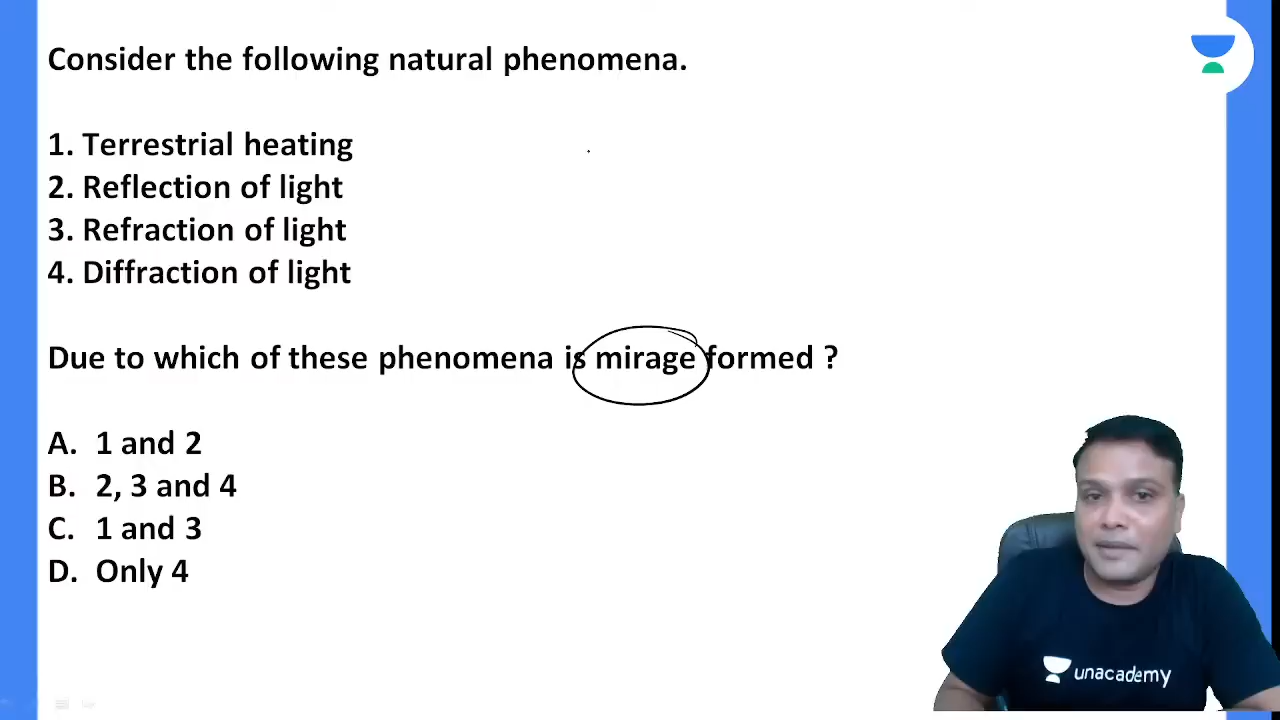 Consider the following natural phenomena.
1. Terrestrial heating
2. Reflection of light
3. Refraction of light
4. Diffraction of light
Due to which of these phenomena is mirage formed ?
A. 1 and 2
B. 2, 3 and 4
C. 1 and 3
D. Only 4
unacademy